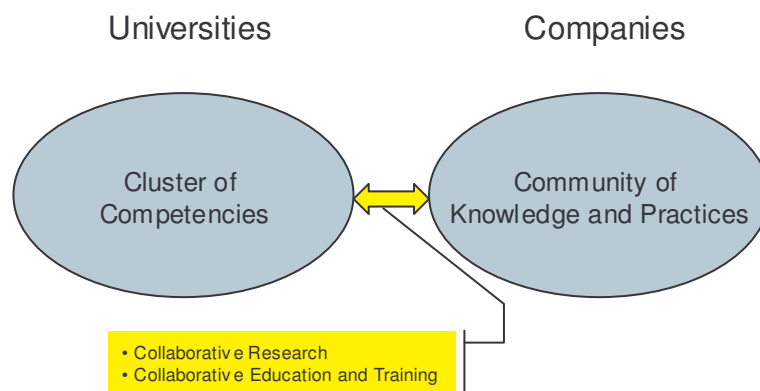 Universities
Companies
Cluster of
Competencies
Community of
Knowledge and Practices
• Collaborative Research
• Collaborative Education and Training